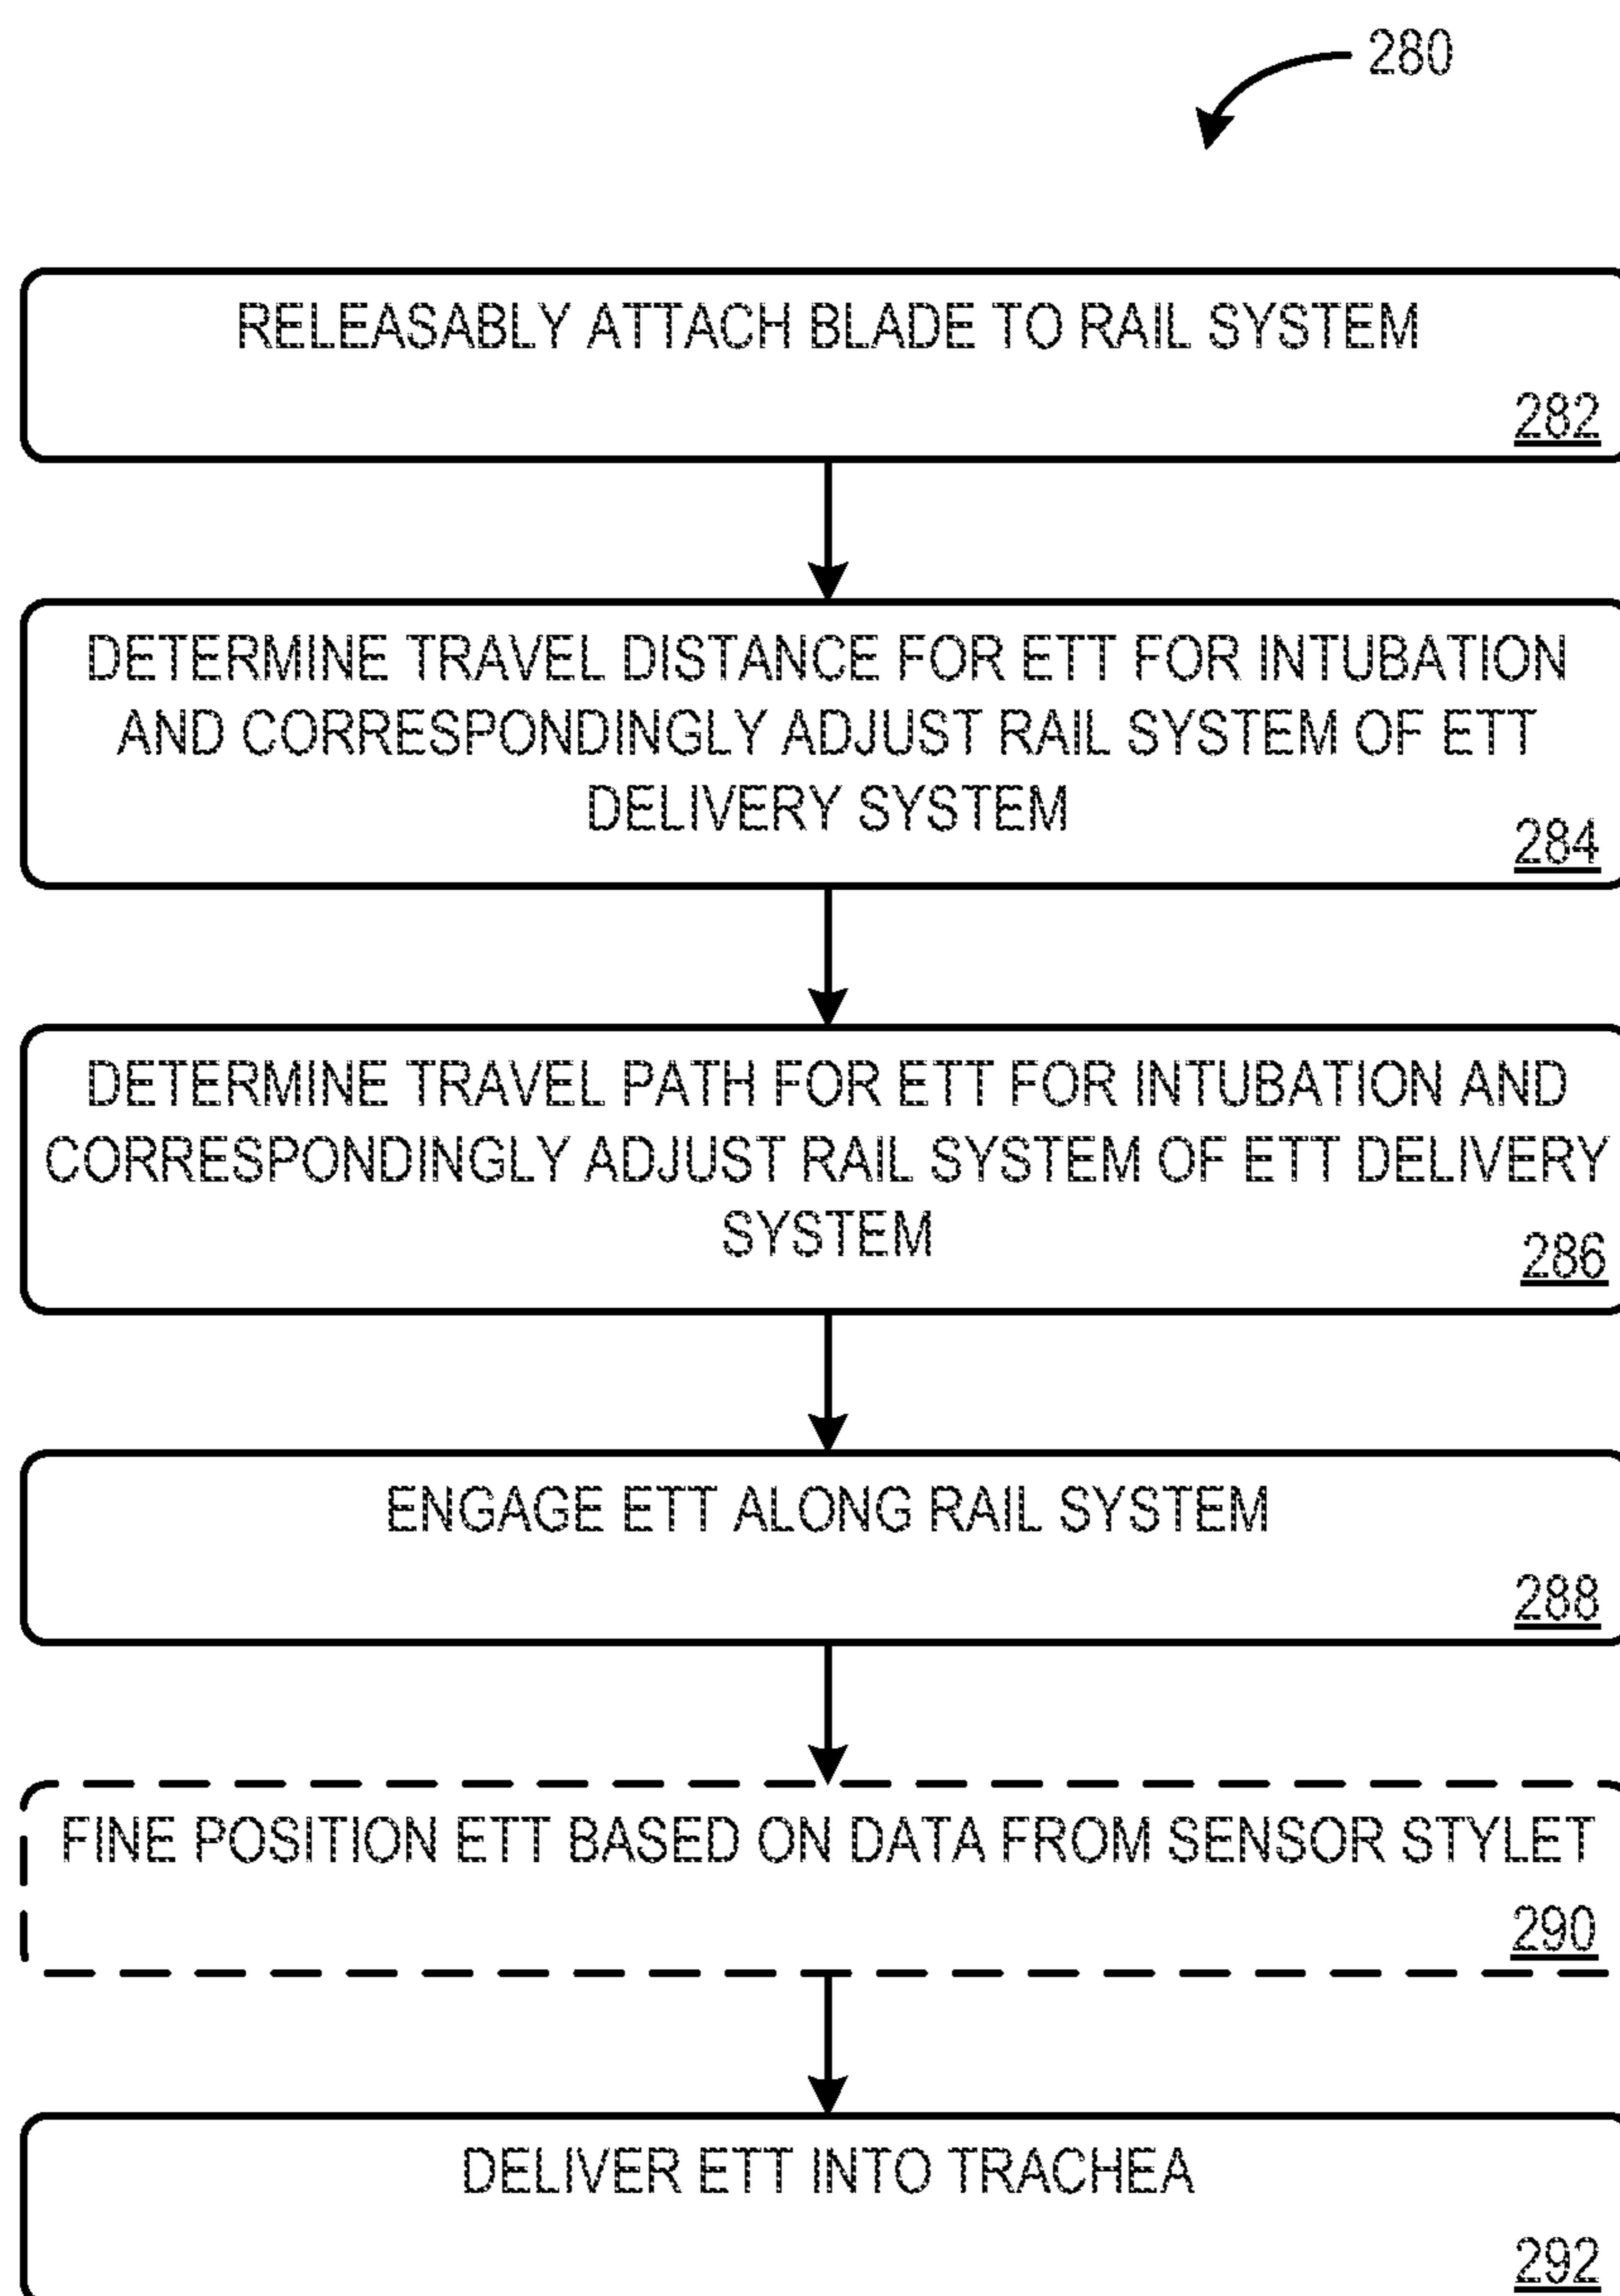 280
RELEASABLY ATTACH BLADE TO RAIL SYSTEM
282
DETERMINE TRAVEL DISTANCE FOR ETT FOR INTUBATION
AND CORRESPONDINGLY ADJUST RAIL SYSTEM OF ETT
DELIVERY SYSTEM
284
DETERMINE TRAVEL PATH FOR ETT FOR INTUBATION AND
CORRESPONDINGLY ADJUST RAIL SYSTEM OF ETT DELIVERY
SYSTEM
286
ENGAGE ETT ALONG RAIL SYSTEM
288
FINE POSITION ETT BASED ON DATA FROM SENSOR STYLET
290
DELIVER ETT INTO TRACHEA
292